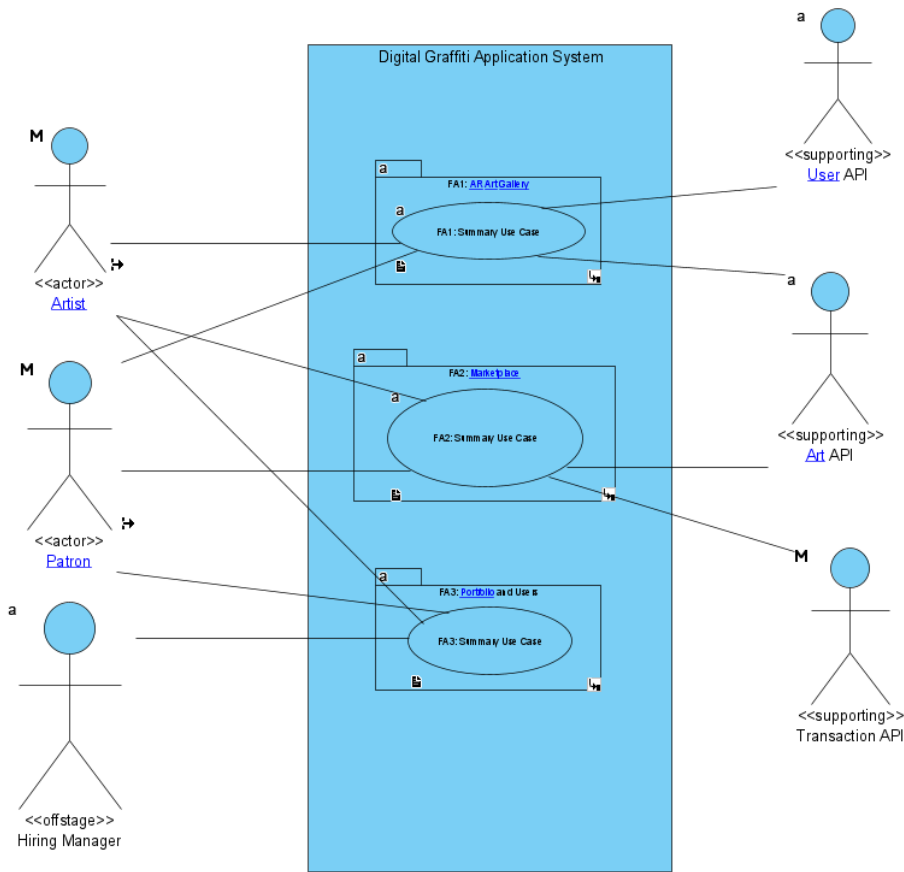 a
Digital Graffiti Application System
M
<<supporting>>
User API
a
FA1: AR Art Gallery
a
FA1: Summary Use Case
<<actor>>
Artist
a
M
a
FA2: Marketplace
a
FA2: Summary Use Case
<<supporting>>
Art API
<<actor>>
Patron
M
a
FA3: Portfolio and Users
a
FA3: Summary Use Case
<<supporting>>
Transaction API
<<offstage>>
Hiring Manager